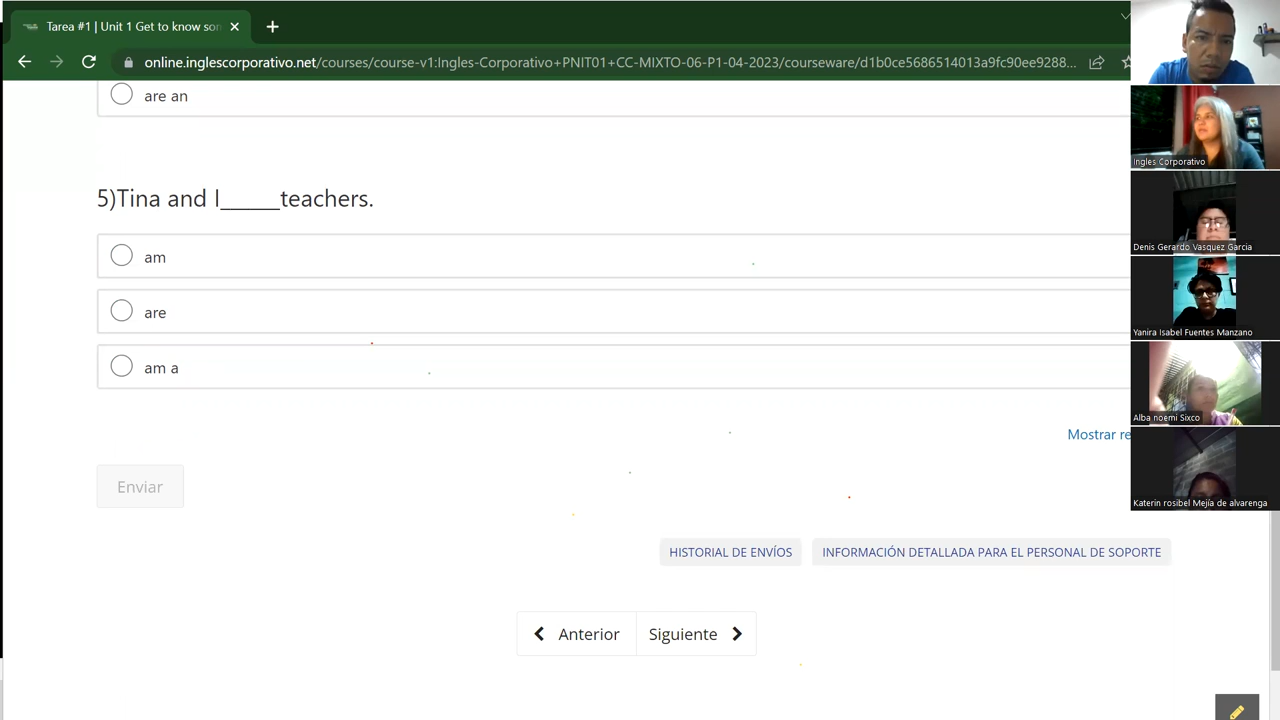 Tarea #1 | Unit 1 Get to know so
online.inglescorporativo.net/courses/course-v1:Ingles-Corporativo+PNIT01+CC-MIXTO-06-P1-04-2023/courseware/d1b0ce5686514013a9fc90ee9288...
are an
Ingles Corporativo
5)Tina and I______teachers.
Denis Gerardo Vasquez Garcia
am
are
Yanira Isabel Fuentes Manzano
am a
Alba noemi Sixco
Mostrar re
Enviar
Katerin rosibel Mejía de alvarenga
HISTORIAL DE ENVÍOS
INFORMACIÓN DETALLADA PARA EL PERSONAL DE SOPORTE
Anterior
Siguiente